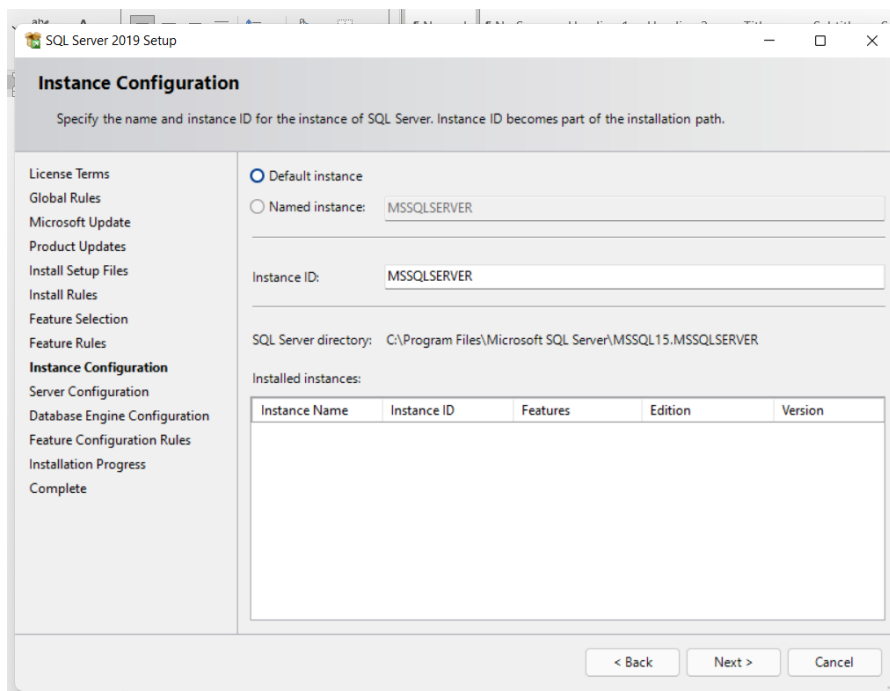 SQL Server 2019 Setup
Instance Configuration
Specify the name and instance ID for the instance of SQL Server. Instance ID becomes part of the installation path.
License Terms
Global Rules
Microsoft Update
Product Updates
Install Setup Files
Install Rules
Feature Selection
Feature Rules
Instance Configuration
Server Configuration
Database Engine Configuration
Feature Configuration Rules
Installation Progress
Complete
Default instance
Named instance: MSSQLSERVER
Instance ID: MSSQLSERVER
SQL Server directory: C:\Program Files\Microsoft SQL Server\MSSQL15.MSSQLSERVER
Installed instances:
Instance Name Instance ID Features Edition Version
< Back Next > Cancel